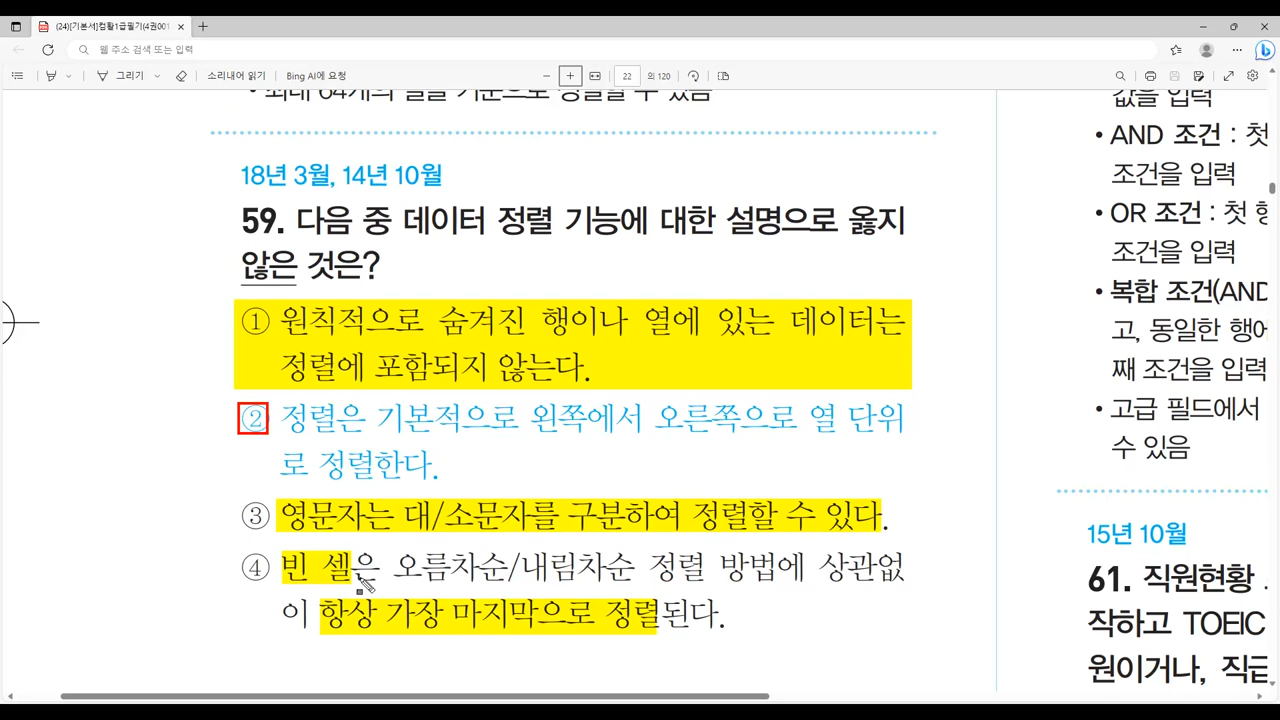 (24)[기본서]컴활1급필기(4권001
웹 주소 검색 또는 입력
그리기
소리내어 읽기
Bing AI에 요청
22
의 120
18년 3월, 14년 10월
59. 다음 중 데이터 정렬 기능에 대한 설명으로 옳지
않은 것은?
① 원칙적으로 숨겨진 행이나 열에 있는 데이터는
정렬에 포함되지 않는다.
② 정렬은 기본적으로 왼쪽에서 오른쪽으로 열 단위
로 정렬한다.
③ 영문자는 대/소문자를 구분하여 정렬할 수 있다.
④ 빈 셀은 오름차순/내림차순 정렬 방법에 상관없
이 항상 가장 마지막으로 정렬된다.
값을 입력
• AND 조건 : 첫
조건을 입력
• OR 조건 : 첫 행
조건을 입력
• 복합 조건(AND
고, 동일한 행에
째 조건을 입력
• 고급 필드에서
수 있음
15년 10월
61. 직원현황
작하고 TOEIC
원이거나, 직급